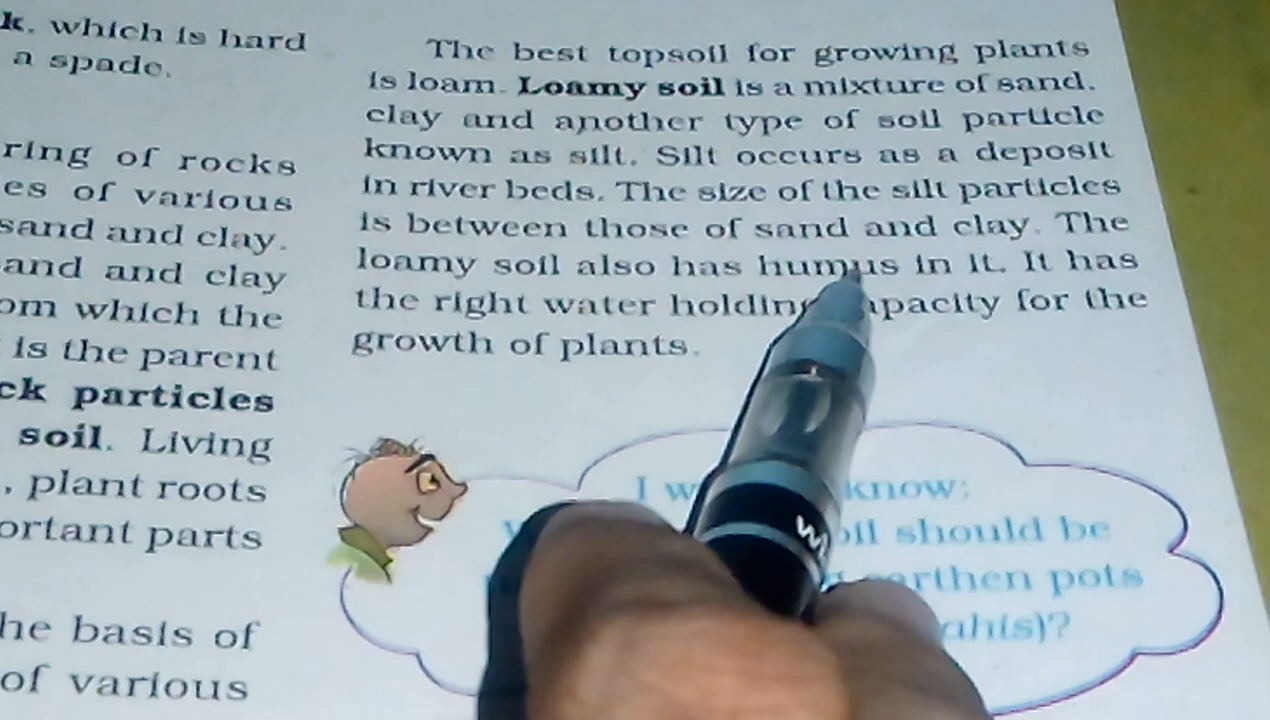 k, which is hard
a spade.
ring of rocks
es of various
sand and clay.
and and clay
om which the
is the parent
ck particles
soil. Living
, plant roots
ortant parts
he basis of
of various
The best topsoil for growing plants
is loam. Loamy soil is a mixture of sand,
clay and another type of soil particle
known as silt. Silt occurs as a deposit
in river beds. The size of the silt particles
is between those of sand and clay. The
loamy soil also has humus in it. It has
the right water holding apacity for the
growth of plants.
I w know:
oil should be
earthen pots
ahis)?